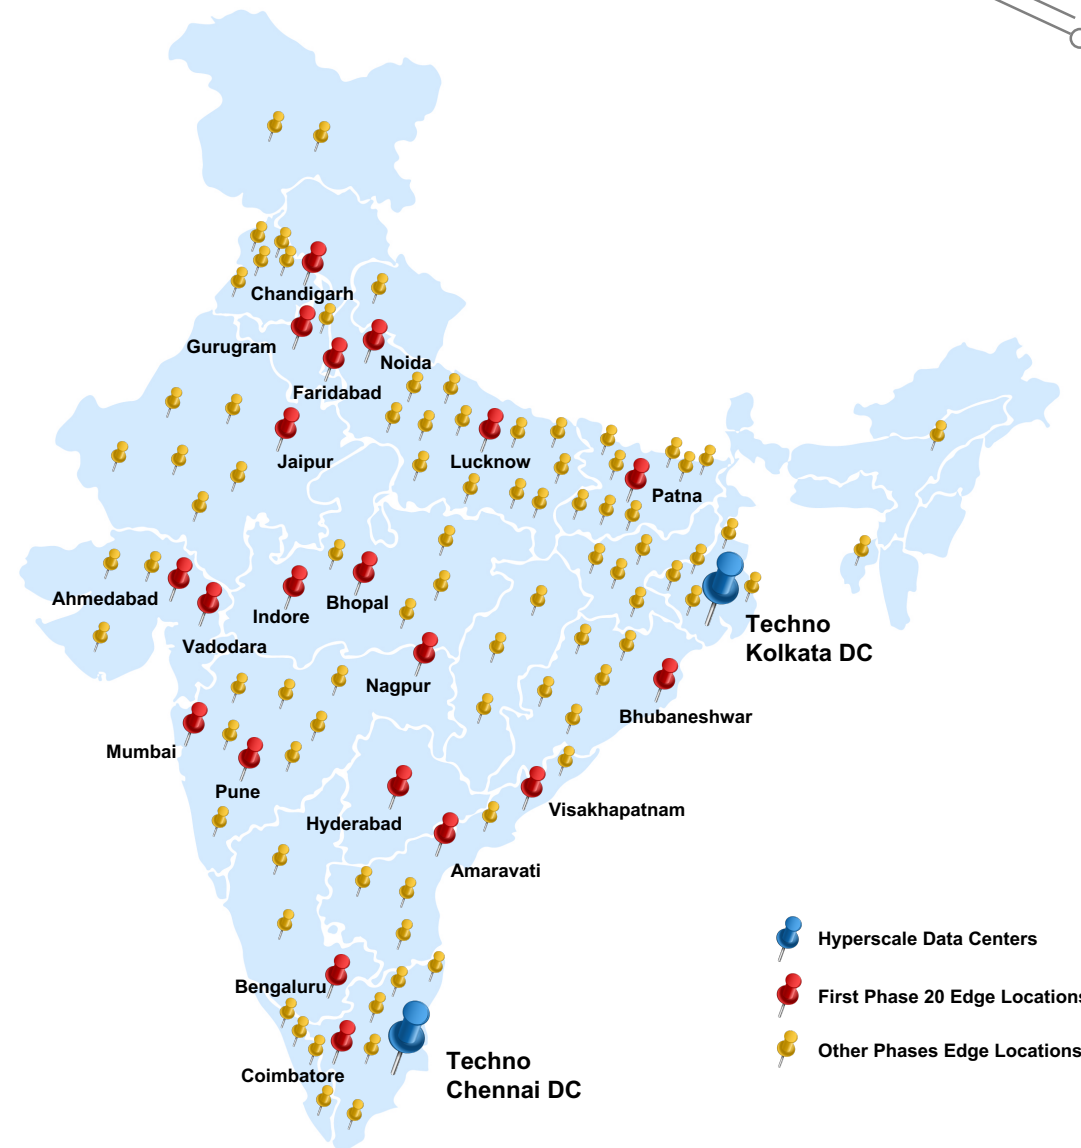 Chandigarh
Gurugram
Noida
Faridabad
Jaipur
Lucknow
Patna
Ahmedabad
Indore
Bhopal
Vadodara
Techno
Kolkata DC
Nagpur
Bhubaneshwar
Mumbai
Pune
Hyderabad
Visakhapatnam
Amaravati
Hyperscale Data Centers
Bengaluru
First Phase 20 Edge Locations
Other Phases Edge Locations
Techno
Chennai DC
Coimbatore